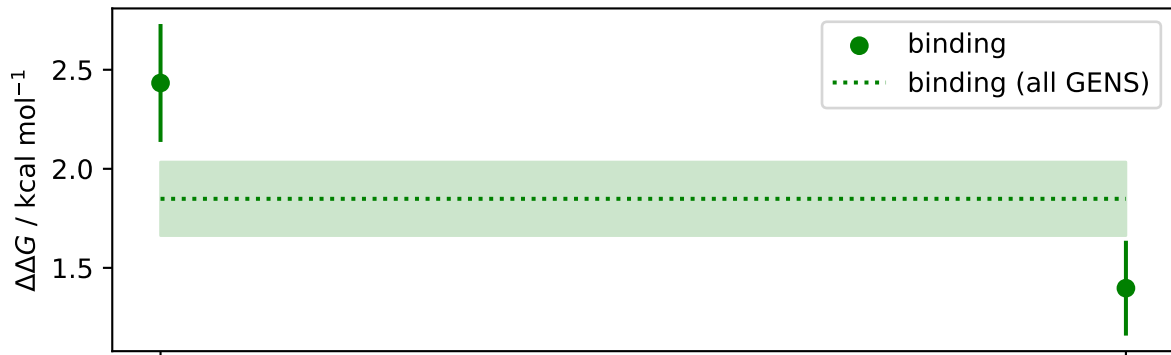 ΔΔG / kcal mol⁻¹
2.5
2.0
1.5
binding
binding (all GENS)